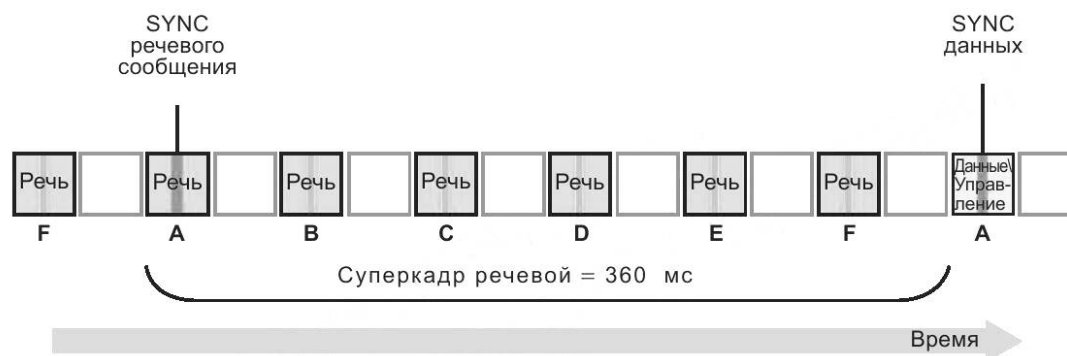 SYNC
речевого
сообщения
SYNC
данных
Речь
Речь
Речь
Речь
Речь
Речь
Речь
Данные\
Управ-
ление
F
A
B
C
D
E
F
A
Суперкадр речевой = 360 мс
Время